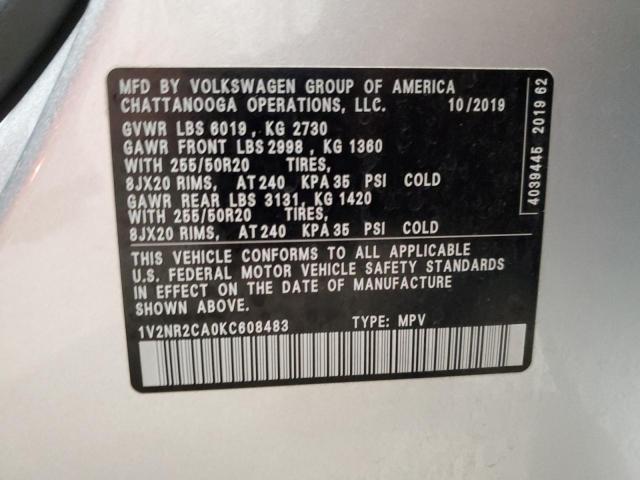 MFD BY VOLKSWAGEN GROUP OF AMERICA
CHATTANOOGA OPERATIONS, LLC. 10/2019
GVWR LBS 6019 , KG 2730
GAWR FRONT LBS 2998 , KG 1360
WITH 255/50R20 TIRES,
8JX20 RIMS, AT 240 KPA 35 PSI COLD
GAWR REAR LBS 3131, KG 1420
WITH 255/50R20 TIRES,
8JX20 RIMS, AT 240 KPA 35 PSI COLD
THIS VEHICLE CONFORMS TO ALL APPLICABLE
U.S. FEDERAL MOTOR VEHICLE SAFETY STANDARDS
IN EFFECT ON THE DATE OF MANUFACTURE
SHOWN ABOVE.
1V2NR2CA0KC608483 TYPE: MPV
4039445 2019 62